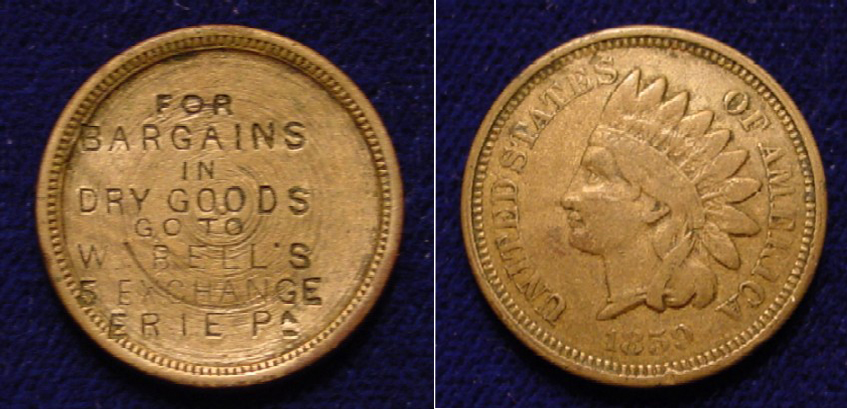 FOR
BARGAINS
IN
DRY GOODS
GO TO
W. BELL'S
5 EXCHANGE
ERIE PA
UNITED STATES OF AMERICA
1859